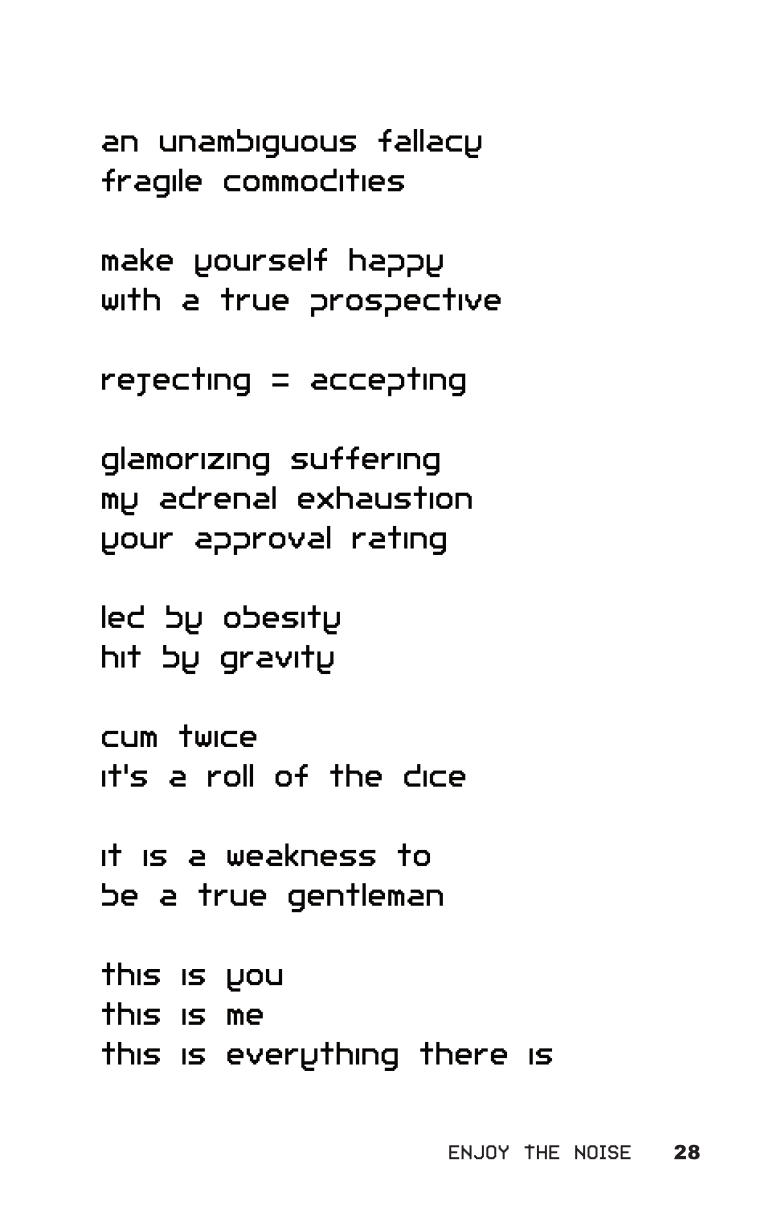 an unambiguous fallacy
fragile commodities
make yourself happy
with a true prospective
rejecting = accepting
glamorizing suffering
my adrenal exhaustion
your approval rating
led by obesity
hit by gravity
cum twice
it's a roll of the dice
it is a weakness to
be a true gentleman
this is you
this is me
this is everything there is
ENJOY THE NOISE 28